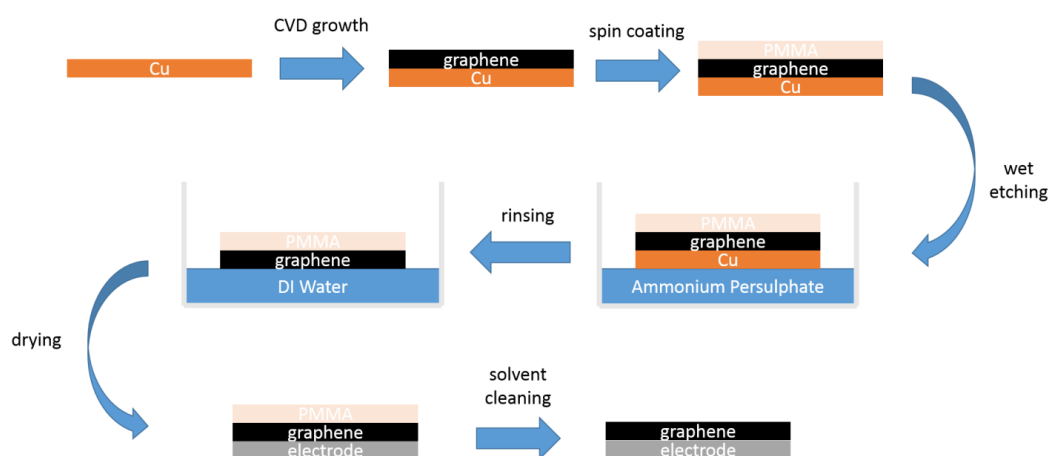 CVD growth
spin coating
Cu
graphene
Cu
PMMA
graphene
Cu
wet
etching
rinsing
PMMA
graphene
Cu
Ammonium Persulphate
PMMA
graphene
DI Water
drying
solvent
cleaning
PMMA
graphene
electrode
graphene
electrode